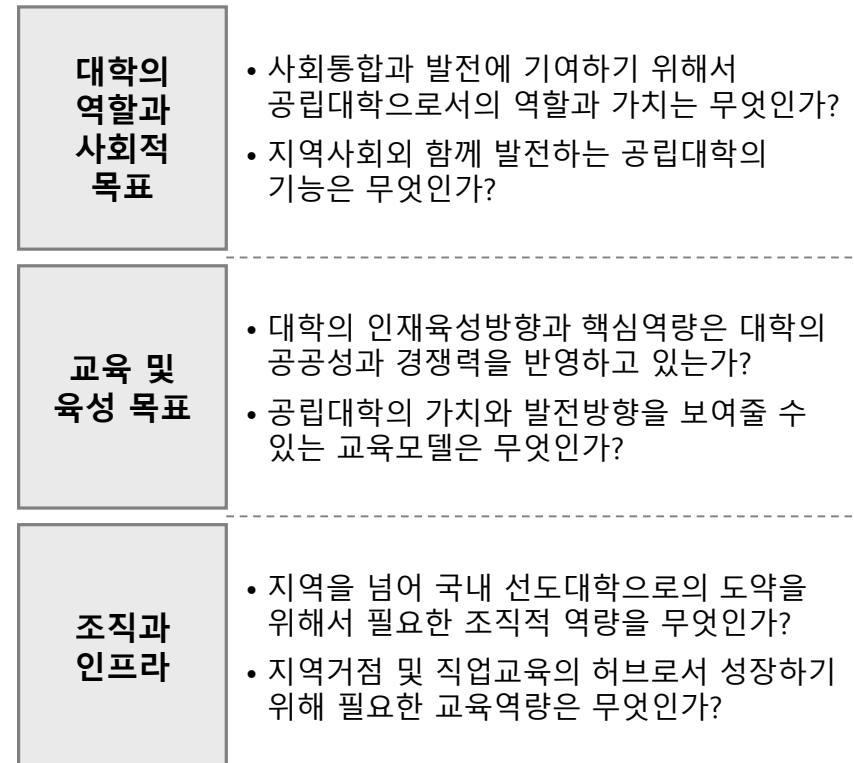 대학의
역할과
사회적
목표
• 사회통합과 발전에 기여하기 위해서
공립대학으로서의 역할과 가치는 무엇인가?
• 지역사회외 함께 발전하는 공립대학의
기능은 무엇인가?
교육 및
육성 목표
• 대학의 인재육성방향과 핵심역량은 대학의
공공성과 경쟁력을 반영하고 있는가?
• 공립대학의 가치와 발전방향을 보여줄 수
있는 교육모델은 무엇인가?
조직과
인프라
• 지역을 넘어 국내 선도대학으로의 도약을
위해서 필요한 조직적 역량을 무엇인가?
• 지역거점 및 직업교육의 허브로서 성장하기
위해 필요한 교육역량은 무엇인가?